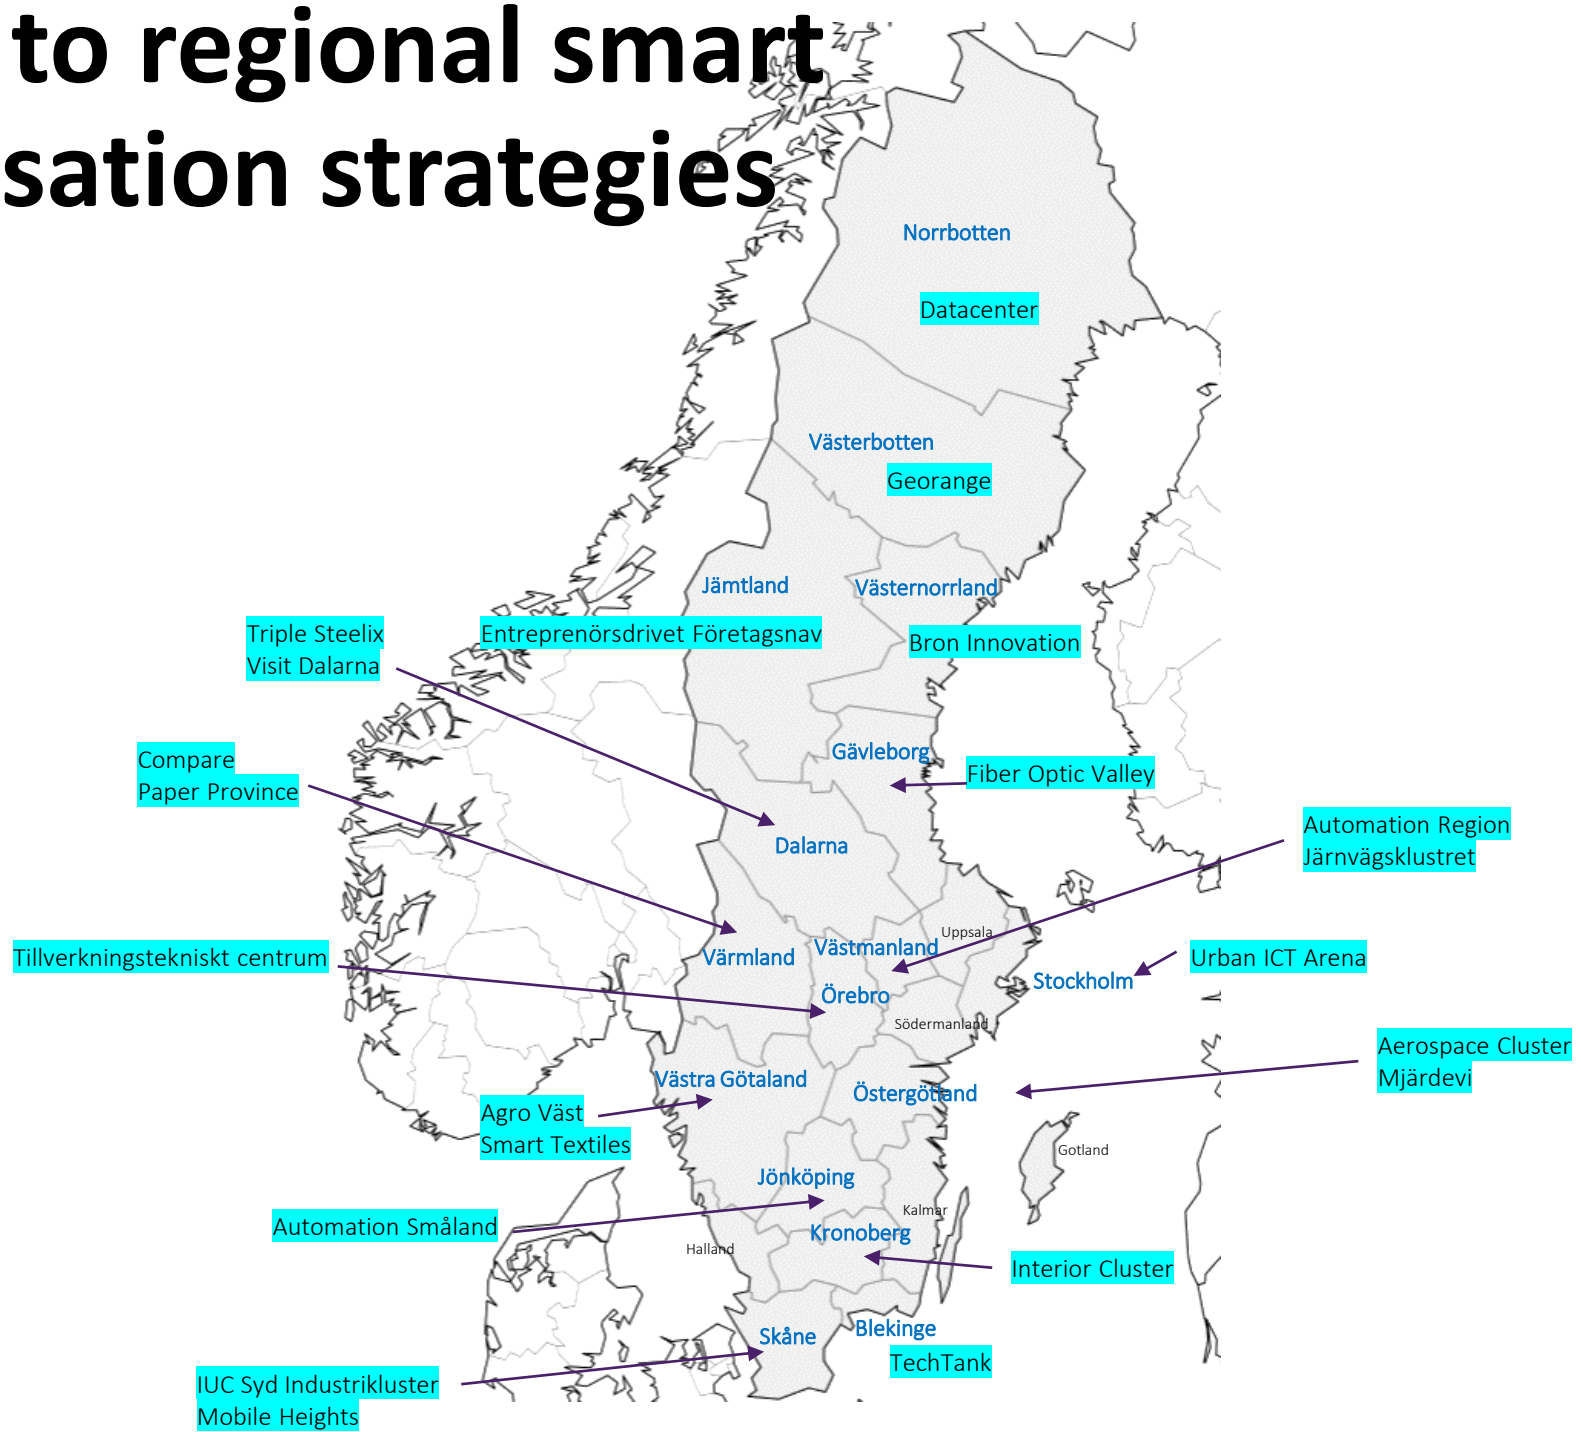 to regional smart
sation strategies
Norrbotten
Datacenter
Västerbotten
Georange
Jämtland
Västernorrland
Entreprenörsdrivet Företagsnav
Bron Innovation
Triple Steelix
Visit Dalarna
Gävleborg
Fiber Optic Valley
Compare
Paper Province
Dalarna
Automation Region
Järnvägsklustret
Uppsala
Västmanland
Värmland
Tillverkningstekniskt centrum
Urban ICT Arena
Stockholm
Örebro
Södermanland
Aerospace Cluster
Mjärdevi
Västra Götaland
Östergötland
Agro Väst
Smart Textiles
Gotland
Jönköping
Kalmar
Automation Småland
Kronoberg
Halland
Interior Cluster
Skåne
Blekinge
TechTank
IUC Syd Industrikluster
Mobile Heights